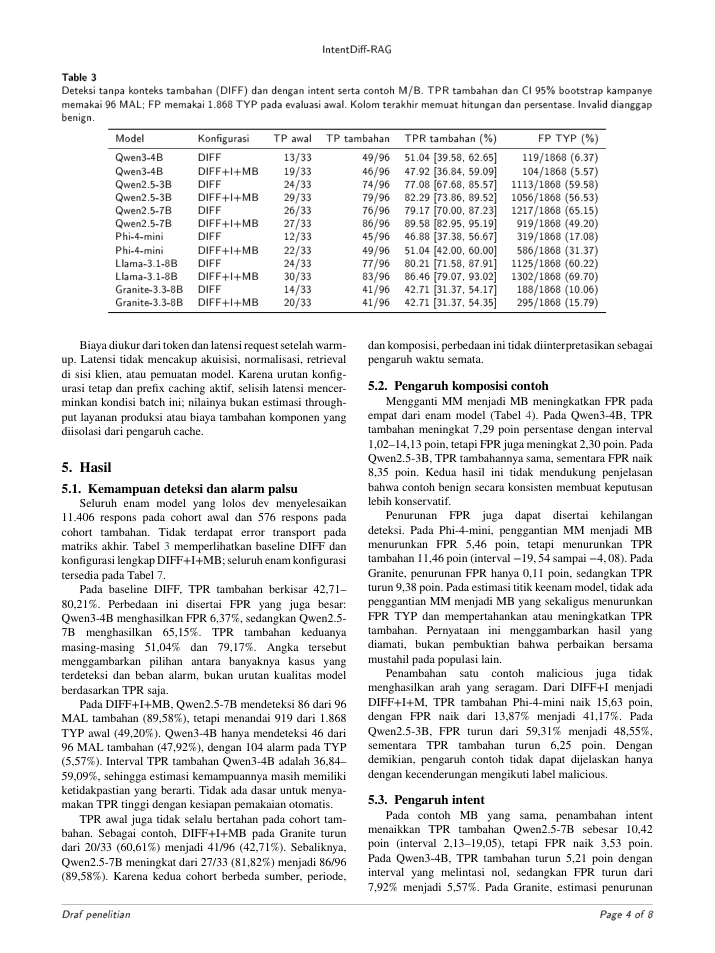 IntentDiff-RAG
Table 3
Deteksi tanpa konteks tambahan (DIFF) dan dengan intent serta contoh M/B. TPR tambahan dan CI 95% bootstrap kampanye
memakai 96 MAL; FP memakai 1.868 TYP pada evaluasi awal. Kolom terakhir memuat hitungan dan persentase. Invalid dianggap
benign.
Model Konfigurasi TP awal TP tambahan TPR tambahan (%) FP TYP (%)
Qwen3-4B DIFF 13/33 49/96 51.04 [39.58, 62.65] 119/1868 (6.37)
Qwen3-4B DIFF+I+MB 19/33 46/96 47.92 [36.84, 59.09] 104/1868 (5.57)
Qwen2.5-3B DIFF 24/33 74/96 77.08 [67.68, 85.57] 1113/1868 (59.58)
Qwen2.5-3B DIFF+I+MB 29/33 79/96 82.29 [73.86, 89.52] 1056/1868 (56.53)
Qwen2.5-7B DIFF 26/33 76/96 79.17 [70.00, 87.23] 1217/1868 (65.15)
Qwen2.5-7B DIFF+I+MB 27/33 86/96 89.58 [82.95, 95.19] 919/1868 (49.20)
Phi-4-mini DIFF 12/33 45/96 46.88 [37.38, 56.67] 319/1868 (17.08)
Phi-4-mini DIFF+I+MB 22/33 49/96 51.04 [42.00, 60.00] 586/1868 (31.37)
Llama-3.1-8B DIFF 24/33 77/96 80.21 [71.58, 87.91] 1125/1868 (60.22)
Llama-3.1-8B DIFF+I+MB 30/33 83/96 86.46 [79.07, 93.02] 1302/1868 (69.70)
Granite-3.3-8B DIFF 14/33 41/96 42.71 [31.37, 54.17] 188/1868 (10.06)
Granite-3.3-8B DIFF+I+MB 20/33 41/96 42.71 [31.37, 54.35] 295/1868 (15.79)
Biaya diukur dari token dan latensi request setelah warm-
up. Latensi tidak mencakup akuisisi, normalisasi, retrieval
di sisi klien, atau pemuatan model. Karena urutan konfig-
urasi tetap dan prefix caching aktif, selisih latensi mencer-
minkan kondisi batch ini; nilainya bukan estimasi through-
put layanan produksi atau biaya tambahan komponen yang
diisolasi dari pengaruh cache.
5. Hasil
5.1. Kemampuan deteksi dan alarm palsu
Seluruh enam model yang lolos dev menyelesaikan
11.406 respons pada cohort awal dan 576 respons pada
cohort tambahan. Tidak terdapat error transport pada
matriks akhir. Tabel 3 memperlihatkan baseline DIFF dan
konfigurasi lengkap DIFF+I+MB; seluruh enam konfigurasi
tersedia pada Tabel 7.
Pada baseline DIFF, TPR tambahan berkisar 42,71–
80,21%. Perbedaan ini disertai FPR yang juga besar:
Qwen3-4B menghasilkan FPR 6,37%, sedangkan Qwen2.5-
7B menghasilkan 65,15%. TPR tambahan keduanya
masing-masing 51,04% dan 79,17%. Angka tersebut
menggambarkan pilihan antara banyaknya kasus yang
terdeteksi dan beban alarm, bukan urutan kualitas model
berdasarkan TPR saja.
Pada DIFF+I+MB, Qwen2.5-7B mendeteksi 86 dari 96
MAL tambahan (89,58%), tetapi menandai 919 dari 1.868
TYP awal (49,20%). Qwen3-4B hanya mendeteksi 46 dari
96 MAL tambahan (47,92%), dengan 104 alarm pada TYP
(5,57%). Interval TPR tambahan Qwen3-4B adalah 36,84–
59,09%, sehingga estimasi kemampuannya masih memiliki
ketidakpastian yang berarti. Tidak ada dasar untuk menya-
makan TPR tinggi dengan kesiapan pemakaian otomatis.
TPR awal juga tidak selalu bertahan pada cohort tam-
bahan. Sebagai contoh, DIFF+I+MB pada Granite turun
dari 20/33 (60,61%) menjadi 41/96 (42,71%). Sebaliknya,
Qwen2.5-7B meningkat dari 27/33 (81,82%) menjadi 86/96
(89,58%). Karena kedua cohort berbeda sumber, periode,
dan komposisi, perbedaan ini tidak diinterpretasikan sebagai
pengaruh waktu semata.
5.2. Pengaruh komposisi contoh
Mengganti MM menjadi MB meningkatkan FPR pada
empat dari enam model (Tabel 4). Pada Qwen3-4B, TPR
tambahan meningkat 7,29 poin persentase dengan interval
1,02–14,13 poin, tetapi FPR juga meningkat 2,30 poin. Pada
Qwen2.5-3B, TPR tambahannya sama, sementara FPR naik
8,35 poin. Kedua hasil ini tidak mendukung penjelasan
bahwa contoh benign secara konsisten membuat keputusan
lebih konservatif.
Penurunan FPR juga dapat disertai kehilangan
deteksi. Pada Phi-4-mini, penggantian MM menjadi MB
menurunkan FPR 5,46 poin, tetapi menurunkan TPR
tambahan 11,46 poin (interval −19, 54 sampai −4, 08). Pada
Granite, penurunan FPR hanya 0,11 poin, sedangkan TPR
turun 9,38 poin. Pada estimasi titik keenam model, tidak ada
penggantian MM menjadi MB yang sekaligus menurunkan
FPR TYP dan mempertahankan atau meningkatkan TPR
tambahan. Pernyataan ini menggambarkan hasil yang
diamati, bukan pembuktian bahwa perbaikan bersama
mustahil pada populasi lain.
Penambahan satu contoh malicious juga tidak
menghasilkan arah yang seragam. Dari DIFF+I menjadi
DIFF+I+M, TPR tambahan Phi-4-mini naik 15,63 poin,
dengan FPR naik dari 13,87% menjadi 41,17%. Pada
Qwen2.5-3B, FPR turun dari 59,31% menjadi 48,55%,
sementara TPR tambahan turun 6,25 poin. Dengan
demikian, pengaruh contoh tidak dapat dijelaskan hanya
dengan kecenderungan mengikuti label malicious.
5.3. Pengaruh intent
Pada contoh MB yang sama, penambahan intent
menaikkan TPR tambahan Qwen2.5-7B sebesar 10,42
poin (interval 2,13–19,05), tetapi FPR naik 3,53 poin.
Pada Qwen3-4B, TPR tambahan turun 5,21 poin dengan
interval yang melintasi nol, sedangkan FPR turun dari
7,92% menjadi 5,57%. Pada Granite, estimasi penurunan
Draf penelitian
Page 4 of 8